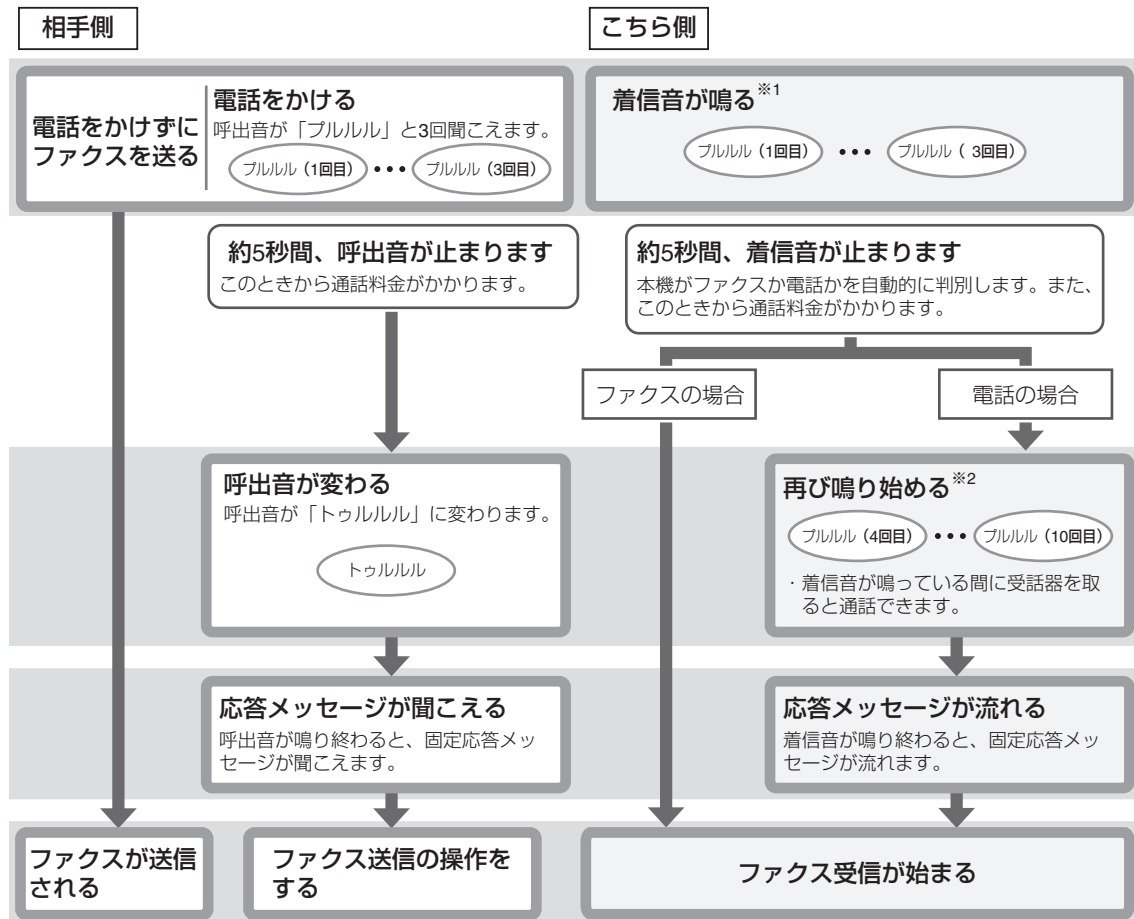 相手側
こちら側
電話をかけずに
ファクスを送る
電話をかける
呼出音が「プルルル」と3回聞こえます。
プルルル（1回目）•••プルルル（3回目）
着信音が鳴る※1
プルルル（1回目）•••プルルル（ 3回目）
約5秒間、呼出音が止まります
このときから通話料金がかかります。
約5秒間、着信音が止まります
本機がファクスか電話かを自動的に判別します。また、
このときから通話料金がかかります。
ファクスの場合
電話の場合
呼出音が変わる
呼出音が「トゥルルル」に変わります。
トゥルルル
再び鳴り始める※2
プルルル（4回目）•••プルルル（10回目）
・着信音が鳴っている間に受話器を取
ると通話できます。
応答メッセージが聞こえる
呼出音が鳴り終わると、固定応答メッ
セージが聞こえます。
応答メッセージが流れる
着信音が鳴り終わると、固定応答メッ
セージが流れます。
ファクスが送信
される
ファクス送信の操作を
する
ファクス受信が始まる